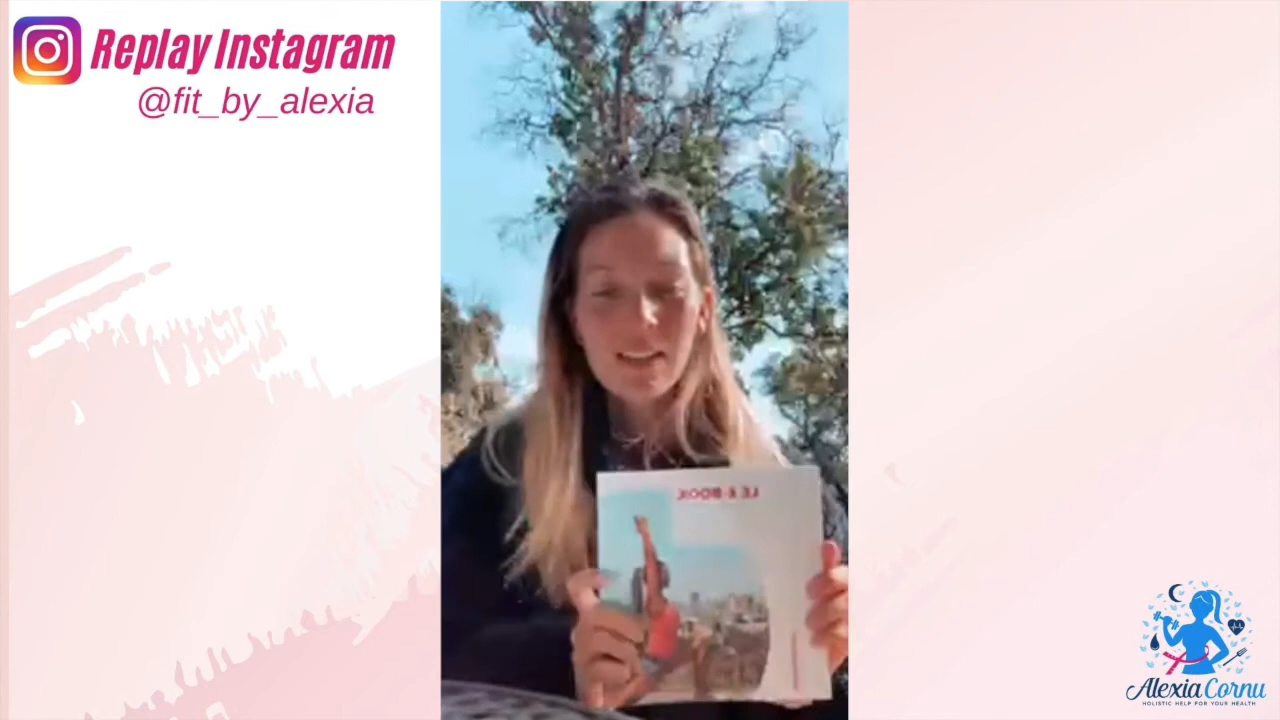 Replay Instagram
@fit_by_alexia
LE E-BOOK
Alexia Cornu
HOLISTIC HELP FOR YOUR HEALTH